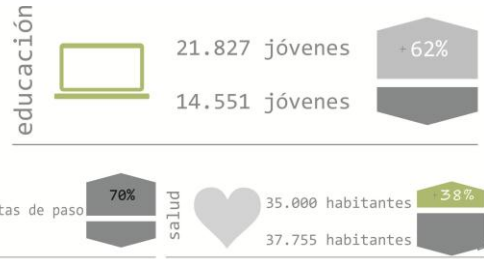 educación
21.827 jóvenes
+62%
14.551 jóvenes
tas de paso
70%
salud
35.000 habitantes
38%
37.755 habitantes